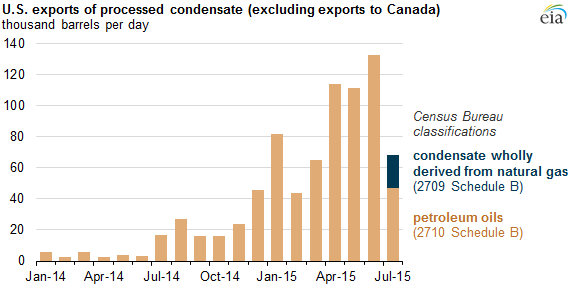 U.S. exports of processed condensate (excluding exports to Canada)
thousand barrels per day
eia
140
120
100
80
60
40
20
0
Jan-14
Apr-14
Jul-14
Oct-14
Jan-15
Apr-15
Jul-15
Census Bureau
classifications
condensate wholly
derived from natural gas
(2709 Schedule B)
petroleum oils
(2710 Schedule B)